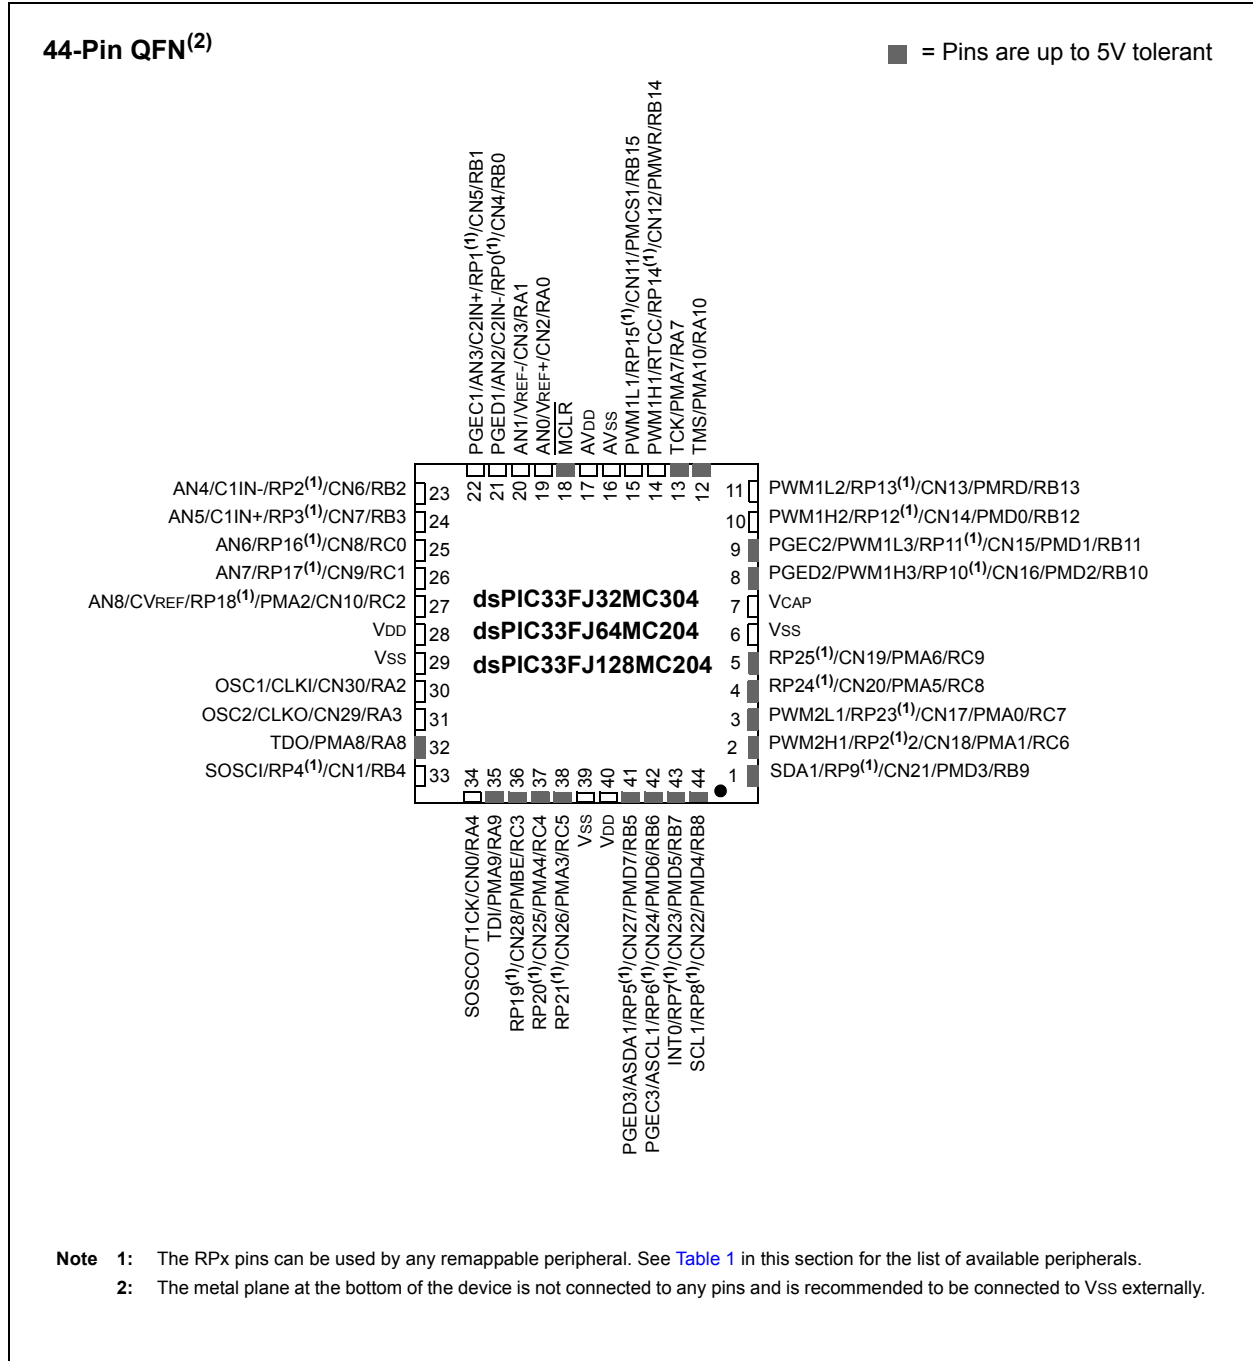 44-Pin QFN(2)
= Pins are up to 5V tolerant
PGEC1/AN3/C2IN+/RP1(1)/CN5/RB1
PGED1/AN2/C2IN-/RP0(1)/CN4/RB0
AN1/VREF-/CN3/RA1
AN0/VREF+/CN2/RA0
MCLR
AVDD
AVSS
PWM1L1/RP15(1)/CN11/PMCS1/RB15
PWM1H1/RTCC/RP14(1)/CN12/PMWR/RB14
TCK/PMA7/RA7
TMS/PMA10/RA10
22 21 20 19 18 17 16 15 14 13 12
AN4/C1IN-/RP2(1)/CN6/RB2 23
AN5/C1IN+/RP3(1)/CN7/RB3 24
AN6/RP16(1)/CN8/RC0 25
AN7/RP17(1)/CN9/RC1 26
AN8/CVREF/RP18(1)/PMA2/CN10/RC2 27
VDD 28
VSS 29
OSC1/CLKI/CN30/RA2 30
OSC2/CLKO/CN29/RA3 31
TDO/PMA8/RA8 32
SOSCI/RP4(1)/CN1/RB4 33
dsPIC33FJ32MC304
dsPIC33FJ64MC204
dsPIC33FJ128MC204
11 PWM1L2/RP13(1)/CN13/PMRD/RB13
10 PWM1H2/RP12(1)/CN14/PMD0/RB12
9 PGEC2/PWM1L3/RP11(1)/CN15/PMD1/RB11
8 PGED2/PWM1H3/RP10(1)/CN16/PMD2/RB10
7 VCAP
6 VSS
5 RP25(1)/CN19/PMA6/RC9
4 RP24(1)/CN20/PMA5/RC8
3 PWM2L1/RP23(1)/CN17/PMA0/RC7
2 PWM2H1/RP2(1)2/CN18/PMA1/RC6
1 SDA1/RP9(1)/CN21/PMD3/RB9
34 35 36 37 38 39 40 41 42 43 44
SOSCO/T1CK/CN0/RA4
TDI/PMA9/RA9
RP19(1)/CN28/PMBE/RC3
RP20(1)/CN25/PMA4/RC4
RP21(1)/CN26/PMA3/RC5
VSS
VDD
PGED3/ASDA1/RP5(1)/CN27/PMD7/RB5
PGEC3/ASCL1/RP6(1)/CN24/PMD6/RB6
INT0/RP7(1)/CN23/PMD5/RB7
SCL1/RP8(1)/CN22/PMD4/RB8
Note 1: The RPx pins can be used by any remappable peripheral. See Table 1 in this section for the list of available peripherals.
2: The metal plane at the bottom of the device is not connected to any pins and is recommended to be connected to VSS externally.